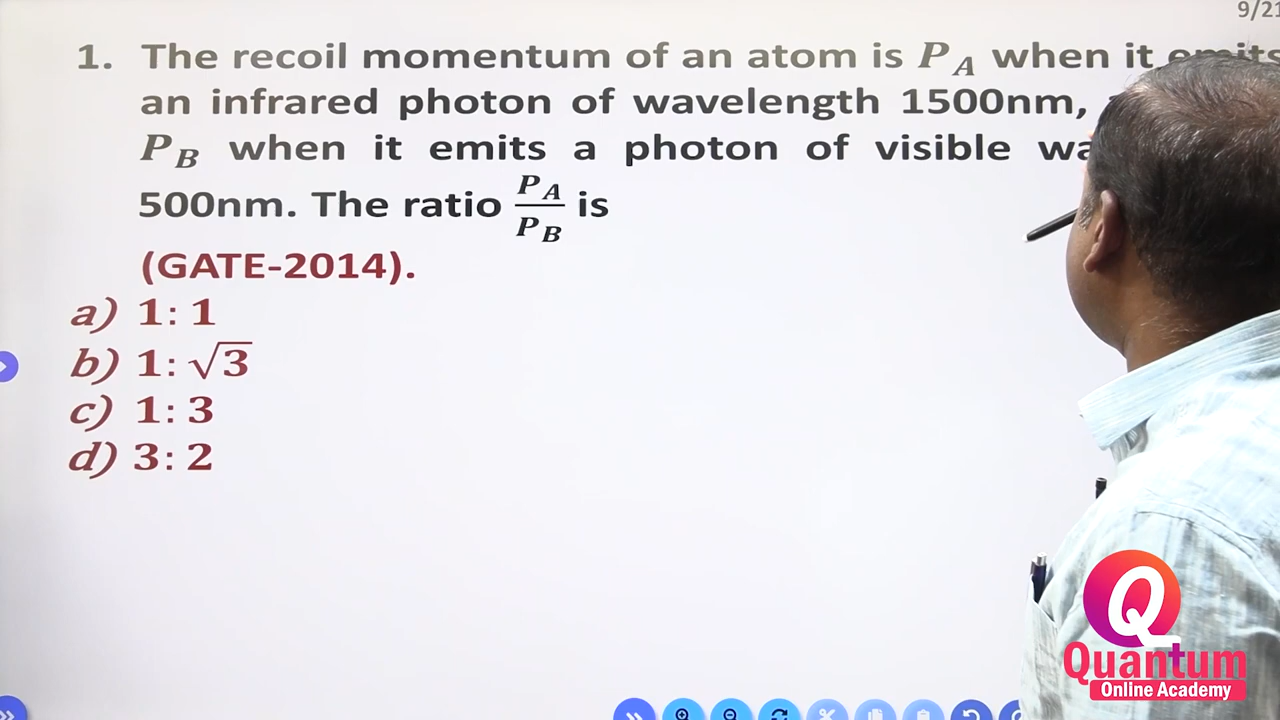 9/21
1. The recoil momentum of an atom is P_A when it emits
an infrared photon of wavelength 1500nm,
P_B when it emits a photon of visible
500nm. The ratio P_A/P_B is
(GATE-2014).
a) 1: 1
b) 1: √3
c) 1: 3
d) 3: 2
Q
Quantum
Online Academy